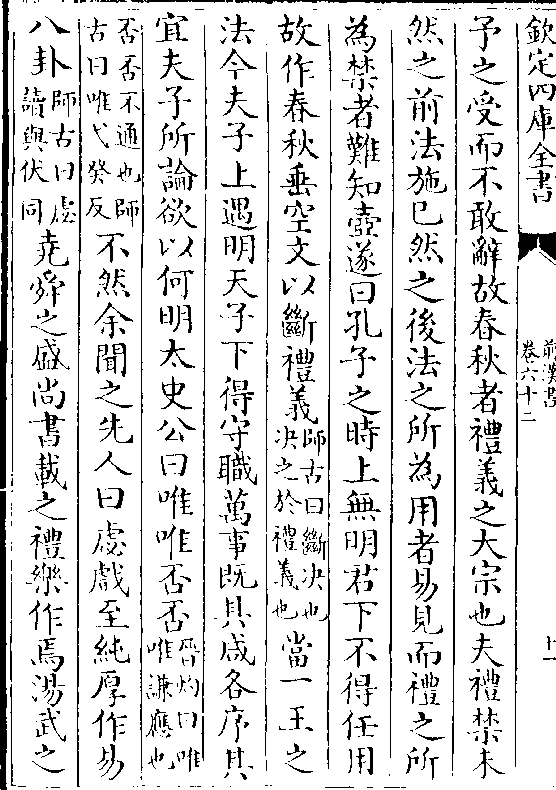 欽定四庫全書
前漢書
卷六十二
十一
予之受而不敢辭故春秋者禮義之大宗也夫禮禁未
然之前法施已然之後法之所為用者易見而禮之所
為禁者難知壺遂曰孔子之時上無明君下不得任用
故作春秋垂空文以斷禮義師古曰斷決也決之於禮義也當一王之
法今夫子上遇明天子下得守職萬事既具咸各序其
宜夫子所論欲以何明太史公曰唯唯否否晉灼曰唯唯謙應也
否否不通也師古曰唯弋癸反不然余聞之先人曰虙戲至純厚作易
八卦師古曰虙讀與伏同堯舜之盛尚書載之禮樂作焉湯武之